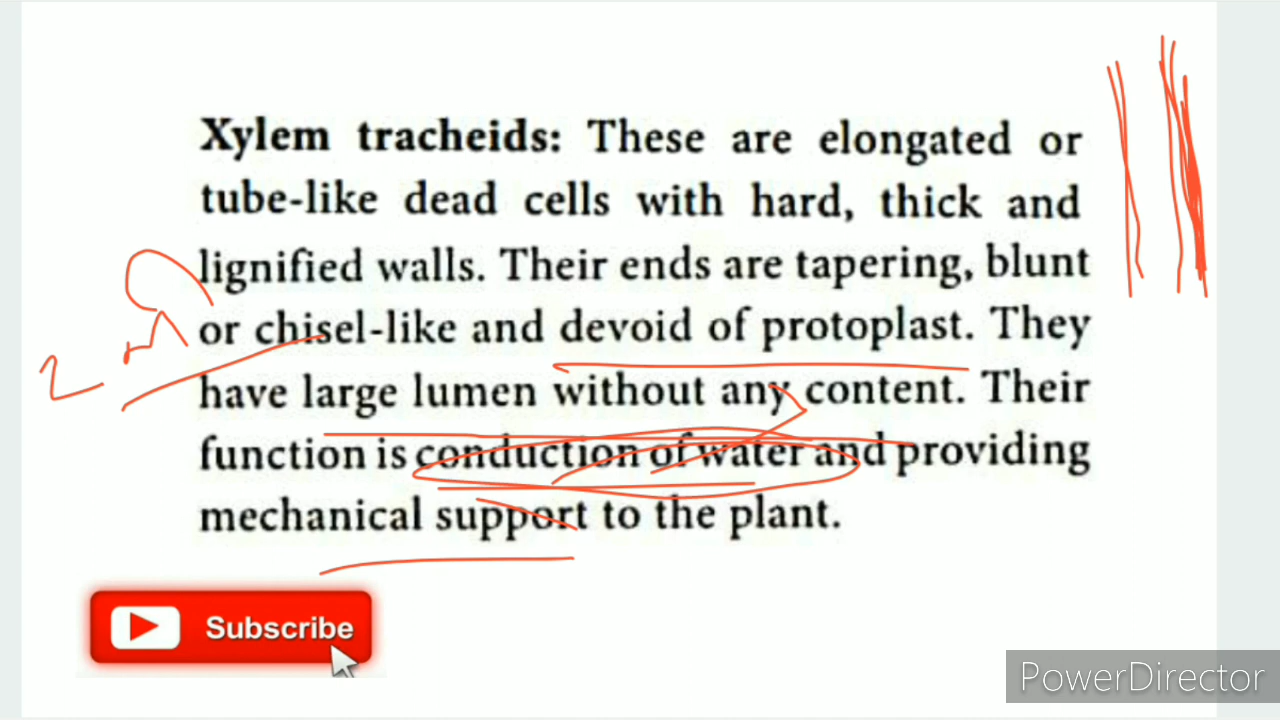 Xylem tracheids: These are elongated or
tube-like dead cells with hard, thick and
lignified walls. Their ends are tapering, blunt
or chisel-like and devoid of protoplast. They
have large lumen without any content. Their
function is conduction of water and providing
mechanical support to the plant.
2
Subscribe
PowerDirector